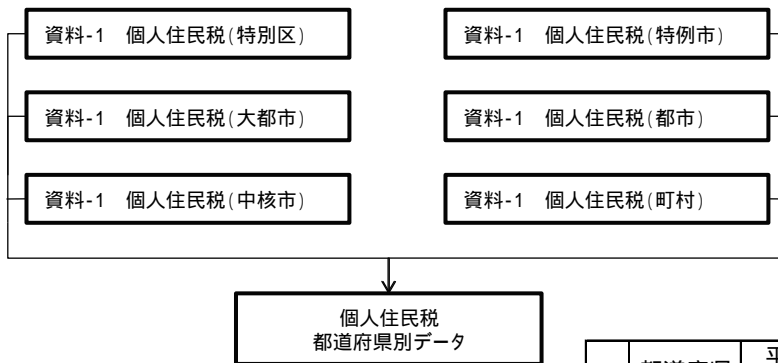 資料-1 個人住民税(特別区)
資料-1 個人住民税(特例市)
資料-1 個人住民税(大都市)
資料-1 個人住民税(都市)
資料-1 個人住民税(中核市)
資料-1 個人住民税(町村)
個人住民税
都道府県別データ